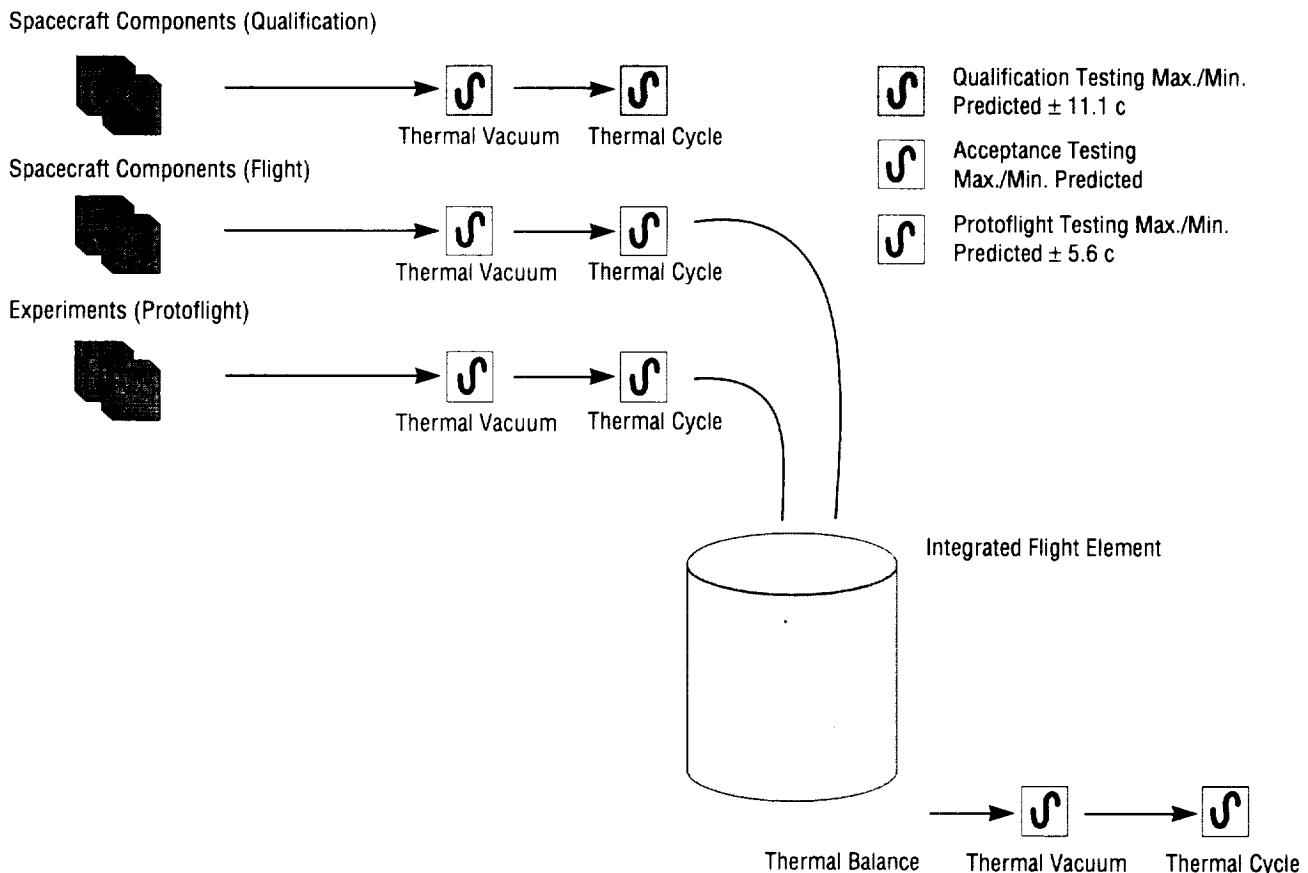 Spacecraft Components (Qualification)
Thermal Vacuum
Thermal Cycle
Qualification Testing Max./Min.
Predicted ± 11.1 c
Acceptance Testing
Max./Min. Predicted
Protoflight Testing Max./Min.
Predicted ± 5.6 c
Spacecraft Components (Flight)
Thermal Vacuum
Thermal Cycle
Experiments (Protoflight)
Thermal Vacuum
Thermal Cycle
Integrated Flight Element
Thermal Balance
Thermal Vacuum
Thermal Cycle